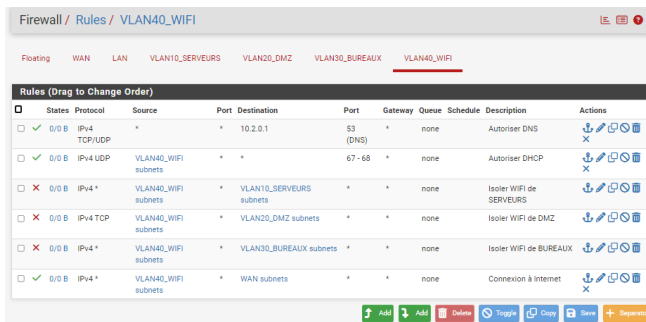 Firewall / Rules / VLAN40_WIFI
Floating WAN LAN VLAN10_SERVEURS VLAN20_DMZ VLAN30_BUREAUX VLAN40_WIFI
Rules (Drag to Change Order)
States Protocol Source Port Destination Port Gateway Queue Schedule Description Actions
0/0 B IPv4 * * 10.2.0.1 53 * none Autoriser DNS
TCP/UDP (DNS)
0/0 B IPv4 UDP VLAN40_WIFI * * 67 - 68 * none Autoriser DHCP
subnets
0/0 B IPv4 * VLAN40_WIFI * VLAN10_SERVEURS * * none Isoler WIFI de
subnets subnets SERVEURS
0/0 B IPv4 TCP VLAN40_WIFI * VLAN20_DMZ subnets * * none Isoler WIFI de DMZ
subnets
0/0 B IPv4 * VLAN40_WIFI * VLAN30_BUREAUX subnets * * none Isoler WIFI de BUREAUX
subnets
0/0 B IPv4 * VLAN40_WIFI * WAN subnets * * none Connexion à Internet
subnets
Add Add Delete Toggle Copy Save Separator